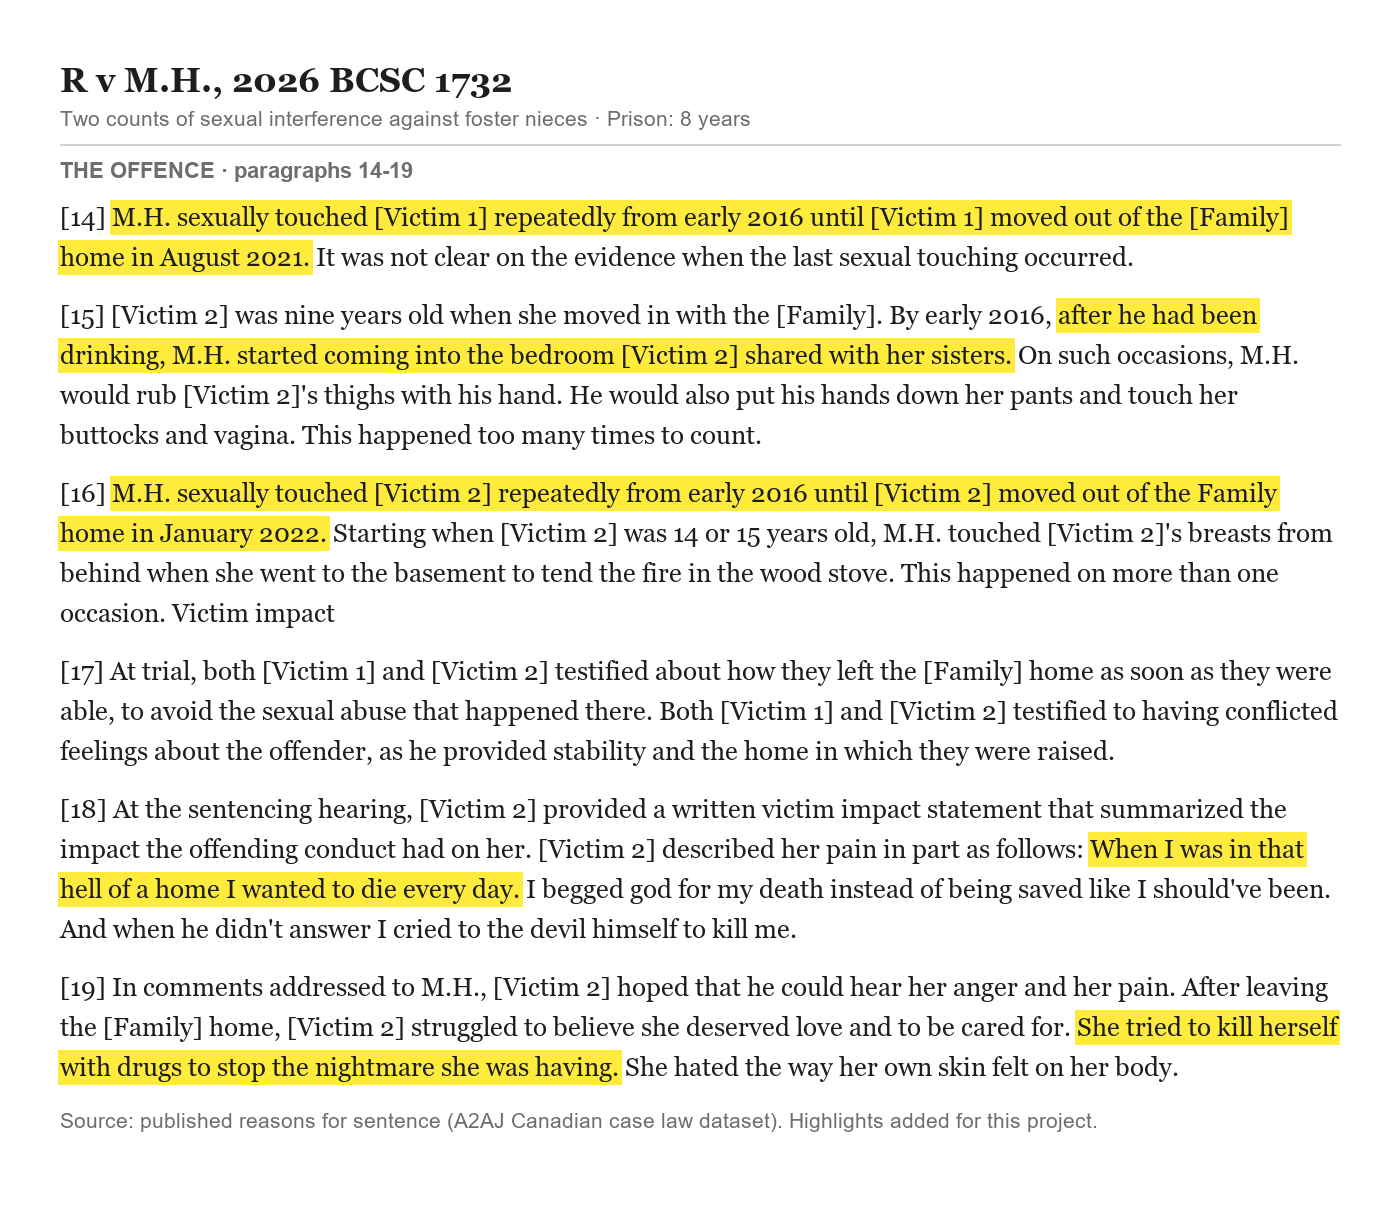 R v M.H., 2026 BCSC 1732
Two counts of sexual interference against foster nieces · Prison: 8 years
THE OFFENCE · paragraphs 14-19
[14] M.H. sexually touched [Victim 1] repeatedly from early 2016 until [Victim 1] moved out of the [Family]
home in August 2021. It was not clear on the evidence when the last sexual touching occurred.
[15] [Victim 2] was nine years old when she moved in with the [Family]. By early 2016, after he had been
drinking, M.H. started coming into the bedroom [Victim 2] shared with her sisters. On such occasions, M.H.
would rub [Victim 2]'s thighs with his hand. He would also put his hands down her pants and touch her
buttocks and vagina. This happened too many times to count.
[16] M.H. sexually touched [Victim 2] repeatedly from early 2016 until [Victim 2] moved out of the Family
home in January 2022. Starting when [Victim 2] was 14 or 15 years old, M.H. touched [Victim 2]'s breasts from
behind when she went to the basement to tend the fire in the wood stove. This happened on more than one
occasion. Victim impact
[17] At trial, both [Victim 1] and [Victim 2] testified about how they left the [Family] home as soon as they were
able, to avoid the sexual abuse that happened there. Both [Victim 1] and [Victim 2] testified to having conflicted
feelings about the offender, as he provided stability and the home in which they were raised.
[18] At the sentencing hearing, [Victim 2] provided a written victim impact statement that summarized the
impact the offending conduct had on her. [Victim 2] described her pain in part as follows: When I was in that
hell of a home I wanted to die every day. I begged god for my death instead of being saved like I should've been.
And when he didn't answer I cried to the devil himself to kill me.
[19] In comments addressed to M.H., [Victim 2] hoped that he could hear her anger and her pain. After leaving
the [Family] home, [Victim 2] struggled to believe she deserved love and to be cared for. She tried to kill herself
with drugs to stop the nightmare she was having. She hated the way her own skin felt on her body.
Source: published reasons for sentence (A2AJ Canadian case law dataset). Highlights added for this project.